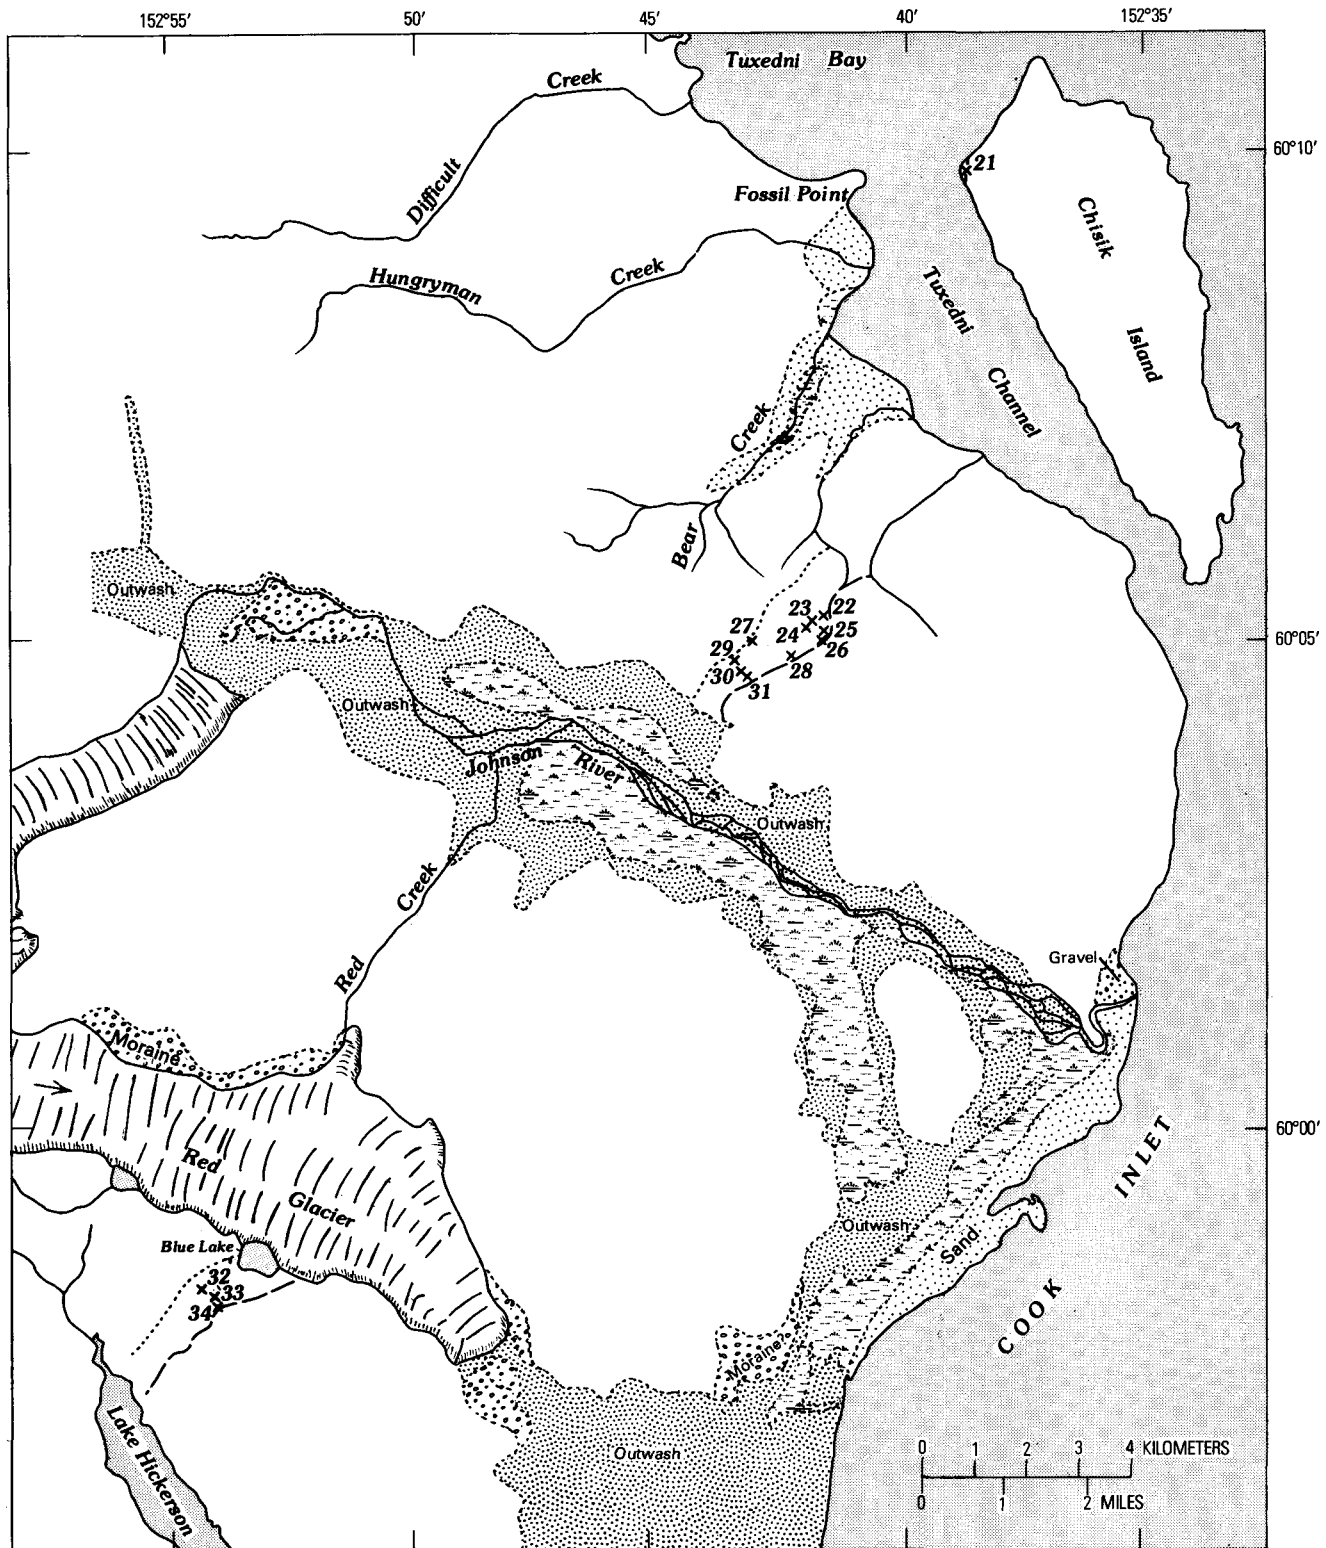 152°55′ 50′ 45′ 40′ 152°35′
Tuxedni Bay
Creek
Difficult
60°10′
21
Fossil Point
Chisik
Island
Hungryman
Creek
Tuxedni
Channel
Creek
Bear
Outwash
23 22
27 24 25
60°05′
29 26
30 28
31
Outwash
Johnson
River
Outwash
Creek
Red
Gravel
Moraine
60°00′
Red
Glacier
INLET
COOK
Outwash
Sand
Blue Lake
32
33
34
Moraine
Lake Hickerson
Outwash
0 1 2 3 4 KILOMETERS
0 1 2 MILES